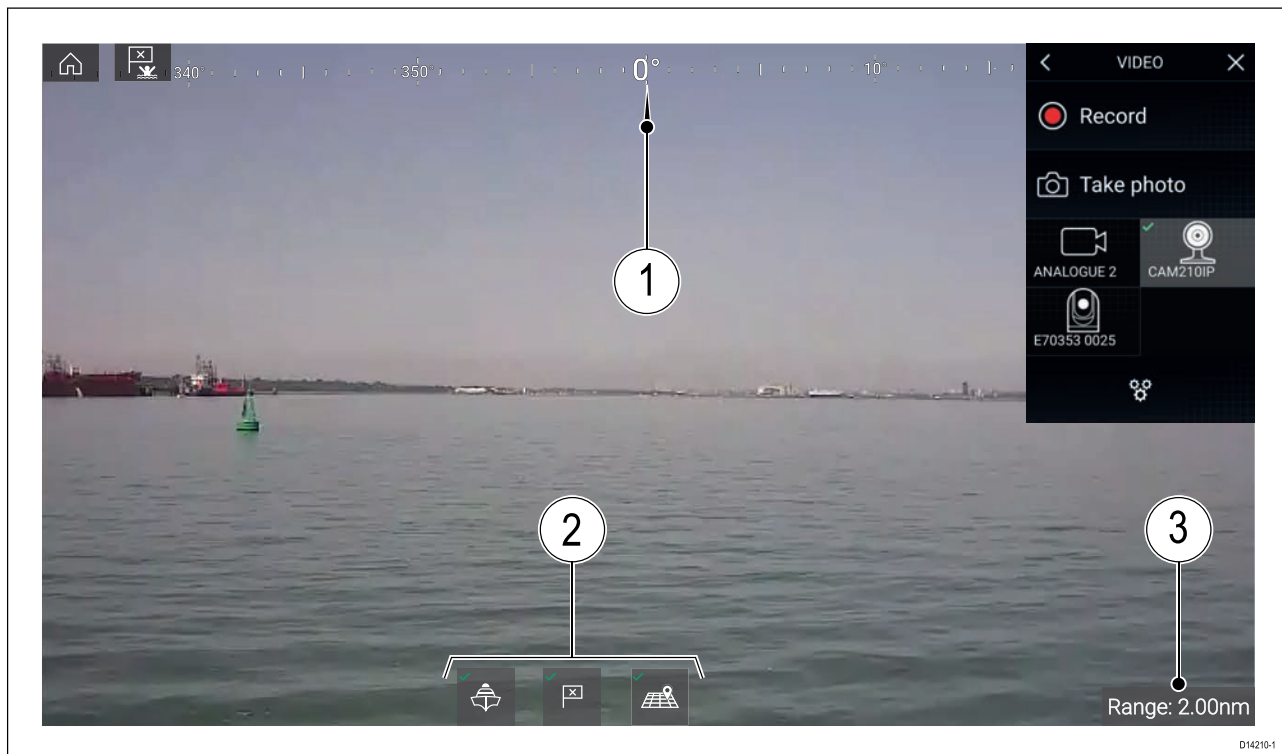 340°
350°
0°
10°
VIDEO
Record
Take photo
ANALOGUE 2
CAM210IP
E70353 0025
1
2
3
Range: 2.00nm
D14210-1